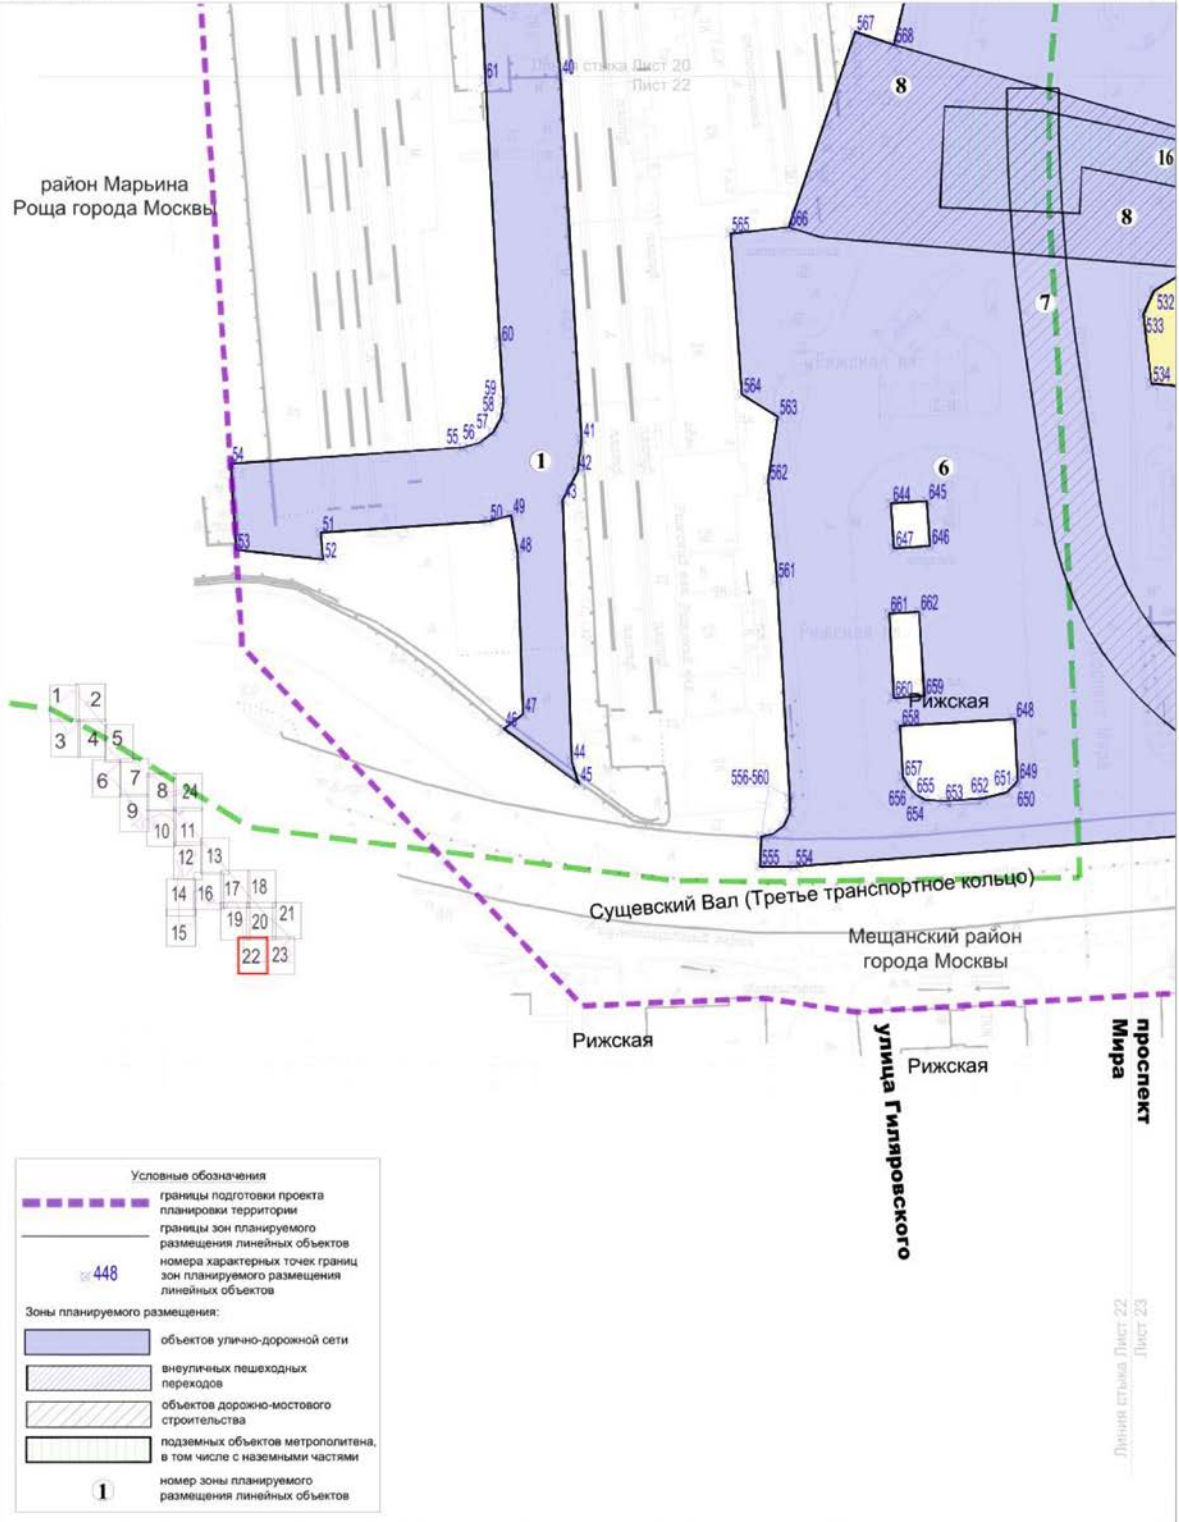 567
568
61
40
Линия стыка Лист 20
Лист 22
8
16
район Марьина
Роща города Москвы
8
565
566
7
532
533
534
60
59
58
57
56
55
564
563
41
42
43
1
54
562
6
644
645
647
646
49
50
51
48
52
53
561
661
662
660
659
Рижская
658
648
47
46
44
45
556-560
657
655
656
654
653
652
651
649
650
555
554
1
2
3
4
5
6
7
8
24
9
10
11
12
13
14
16
17
18
15
19
20
21
22
23
Сущевский Вал (Третье транспортное кольцо)
Мещанский район
города Москвы
Рижская
Рижская
улица Гиляровского
проспект
Мира
Условные обозначения
границы подготовки проекта
планировки территории
границы зон планируемого
размещения линейных объектов
448
номера характерных точек границ
зон планируемого размещения
линейных объектов
Зоны планируемого размещения:
объектов улично-дорожной сети
внеуличных пешеходных
переходов
объектов дорожно-мостового
строительства
подземных объектов метрополитена,
в том числе с наземными частями
1
номер зоны планируемого
размещения линейных объектов
Линия стыка Лист 22
Лист 23